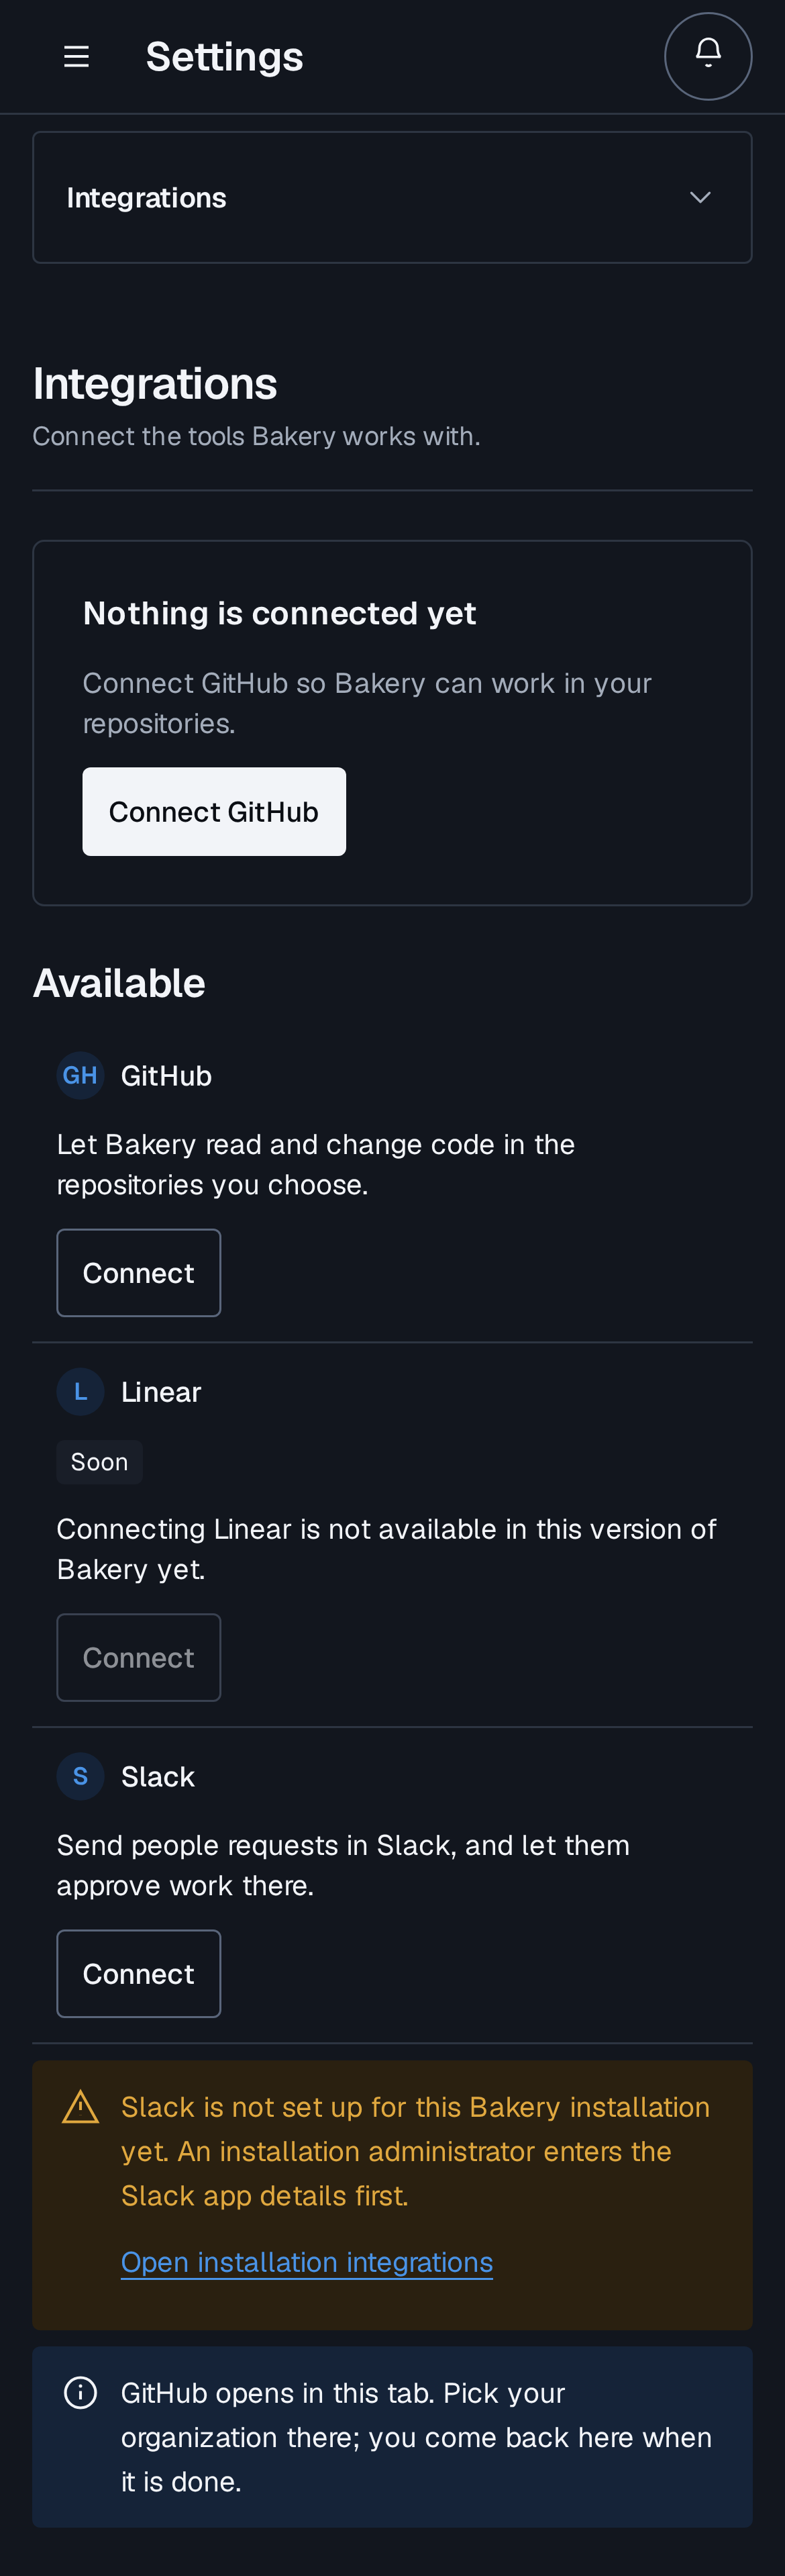 Settings
Integrations
Integrations
Connect the tools Bakery works with.
Nothing is connected yet
Connect GitHub so Bakery can work in your
repositories.
Connect GitHub
Available
GH GitHub
Let Bakery read and change code in the
repositories you choose.
Connect
L Linear
Soon
Connecting Linear is not available in this version of
Bakery yet.
Connect
S Slack
Send people requests in Slack, and let them
approve work there.
Connect
Slack is not set up for this Bakery installation
yet. An installation administrator enters the
Slack app details first.
Open installation integrations
GitHub opens in this tab. Pick your
organization there; you come back here when
it is done.